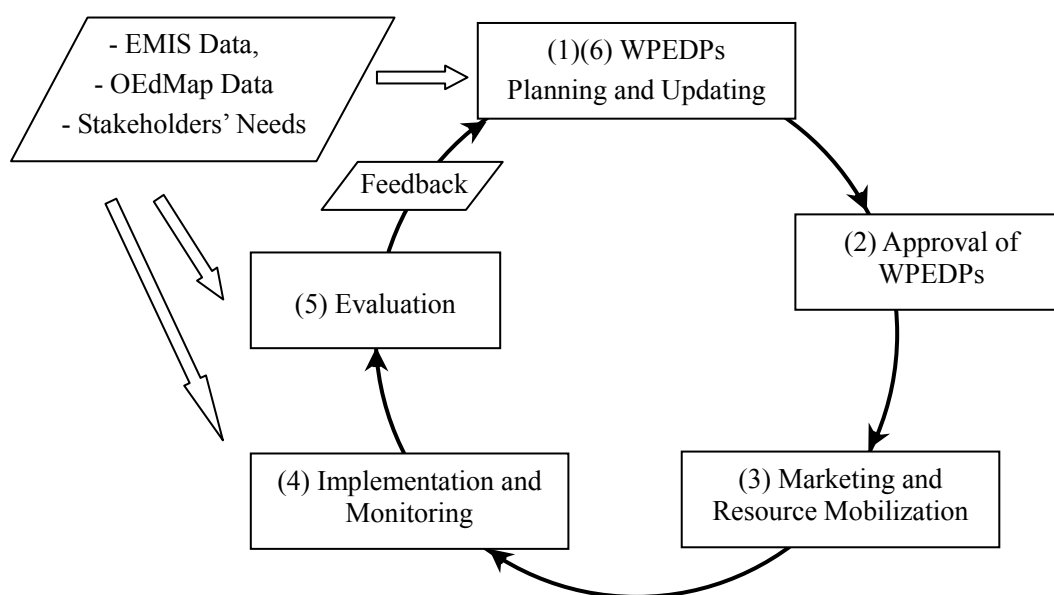 - EMIS Data,
- OEdMap Data
- Stakeholders’ Needs
(1)(6) WPEDPs
Planning and Updating
Feedback
(2) Approval of
WPEDPs
(5) Evaluation
(4) Implementation and
Monitoring
(3) Marketing and
Resource Mobilization